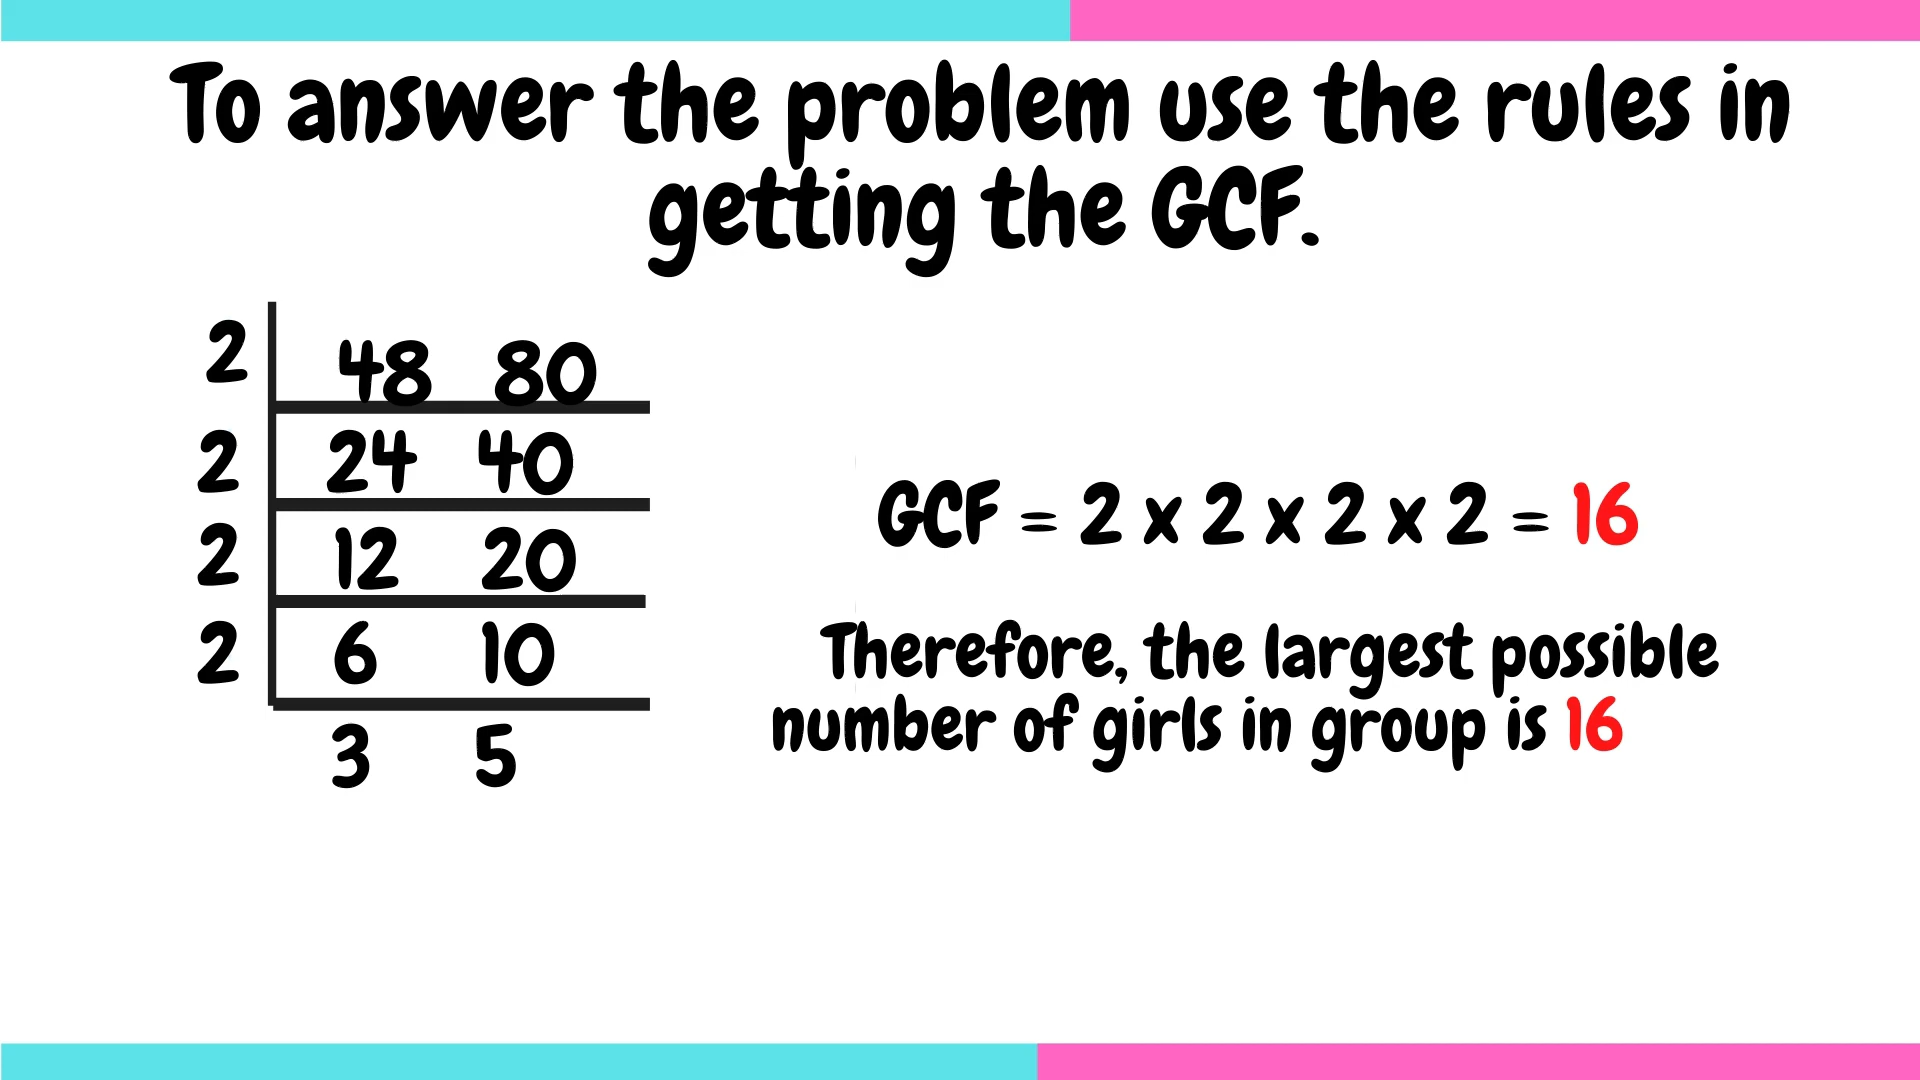 To answer the problem use the rules in
getting the GCF.
2 48 80
2 24 40
2 12 20
2 6 10
3 5
GCF = 2 x 2 x 2 x 2 = 16
Therefore, the largest possible
number of girls in group is 16